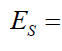 E_S =